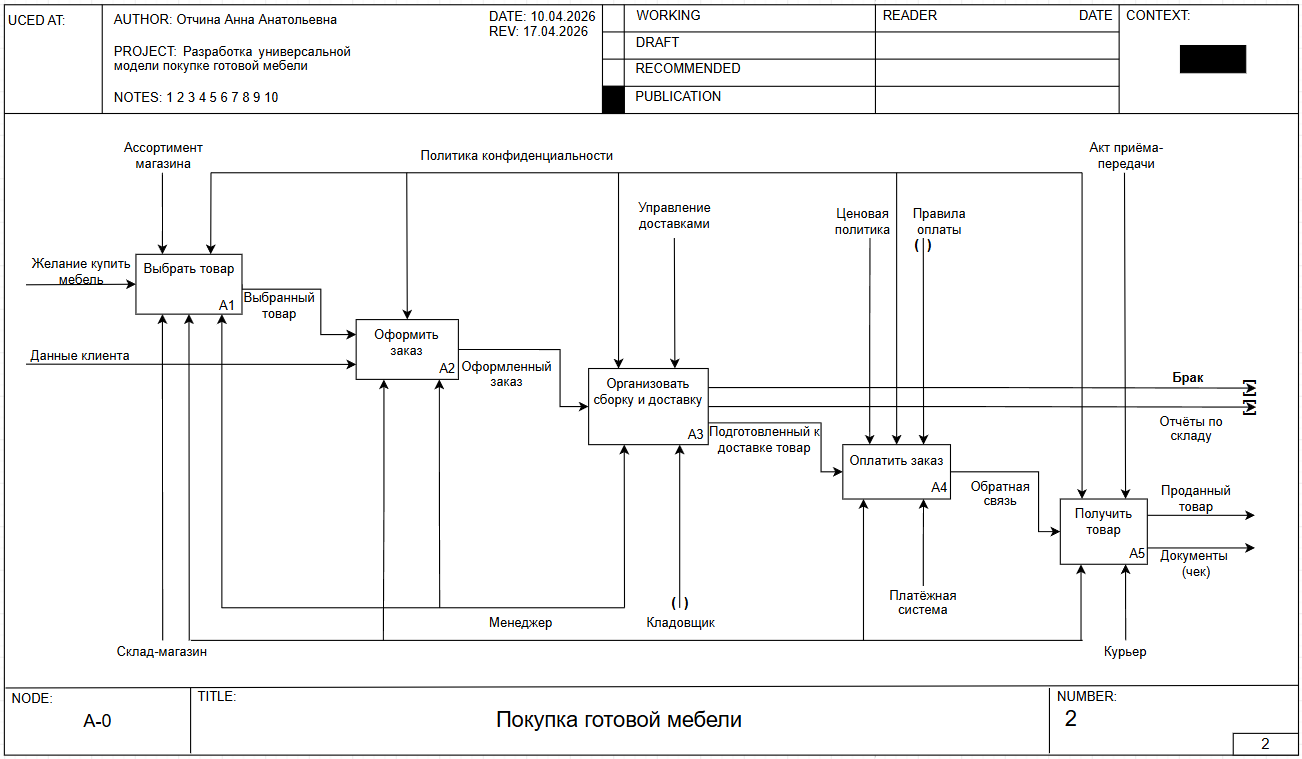 UCED AT:
AUTHOR: Отчина Анна Анатольевна
DATE: 10.04.2026
REV: 17.04.2026
PROJECT: Разработка универсальной
модели покупке готовой мебели
NOTES: 1 2 3 4 5 6 7 8 9 10
WORKING
DRAFT
RECOMMENDED
PUBLICATION
READER
DATE
CONTEXT:
Ассортимент
магазина
Политика конфиденциальности
Акт приёма-
передачи
Управление
доставками
Ценовая
политика
Правила
оплаты
( )
Желание купить
мебель
Выбрать товар
A1
Выбранный
товар
Данные клиента
Оформить
заказ
A2
Оформленный
заказ
Организовать
сборку и доставку
A3
Брак
[ ]
[ ]
Отчёты по
складу
Подготовленный к
доставке товар
Оплатить заказ
A4
Обратная
связь
Получить
товар
A5
Проданный
товар
Документы
(чек)
Платёжная
система
( )
Менеджер
Кладовщик
Склад-магазин
Курьер
NODE:
A-0
TITLE:
Покупка готовой мебели
NUMBER:
2
2